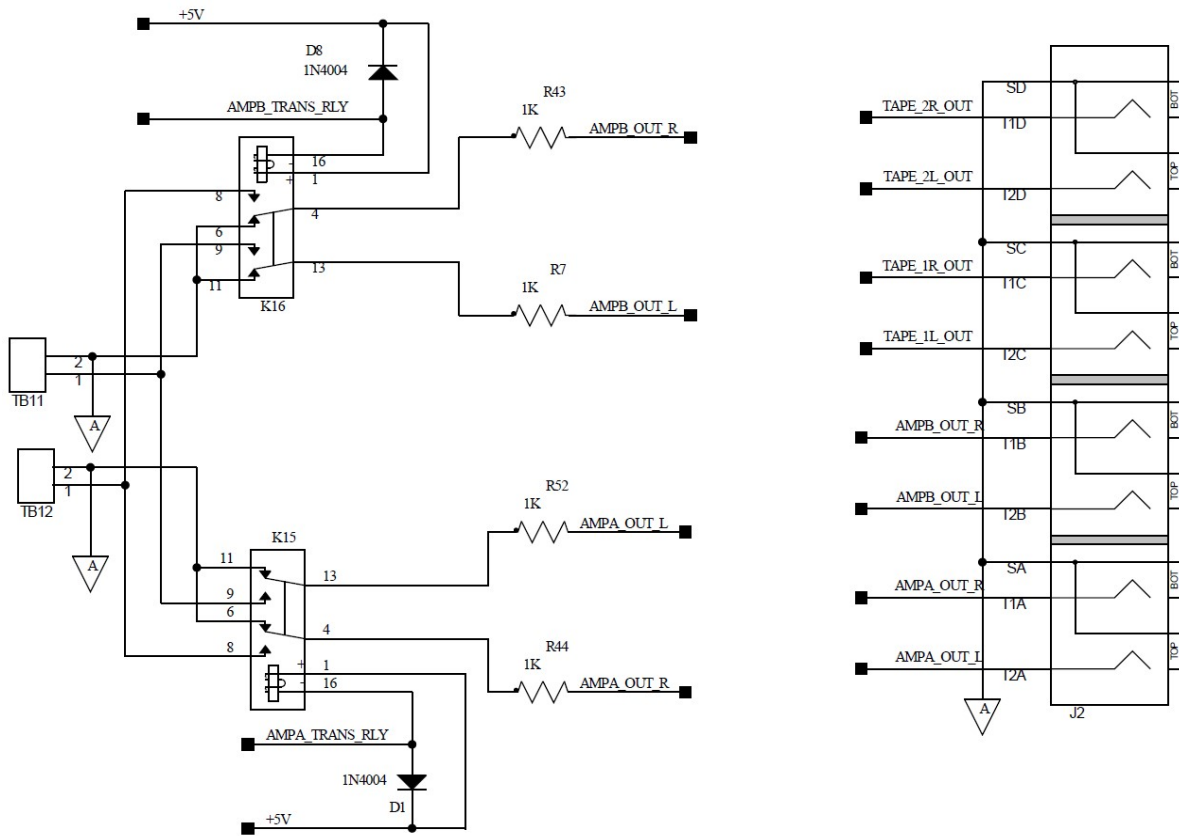 +5V
D8
1N4004
AMPB_TRANS_RLY
16
-
+ 1
8
4
6
9
13
11
K16
R43
1K
AMPB_OUT_R
R7
1K
AMPB_OUT_L
2
1
TB11
A
2
1
TB12
A
K15
11
13
9
6
4
8
+ 1
-
16
R52
1K
AMPA_OUT_L
R44
1K
AMPA_OUT_R
AMPA_TRANS_RLY
1N4004
D1
+5V
SD
BOT
TAPE_2R_OUT
T1D
TOP
TAPE_2L_OUT
T2D
SC
BOT
TAPE_1R_OUT
T1C
TOP
TAPE_1L_OUT
T2C
SB
BOT
AMPB_OUT_R
T1B
TOP
AMPB_OUT_L
T2B
SA
BOT
AMPA_OUT_R
T1A
TOP
AMPA_OUT_L
T2A
A
J2